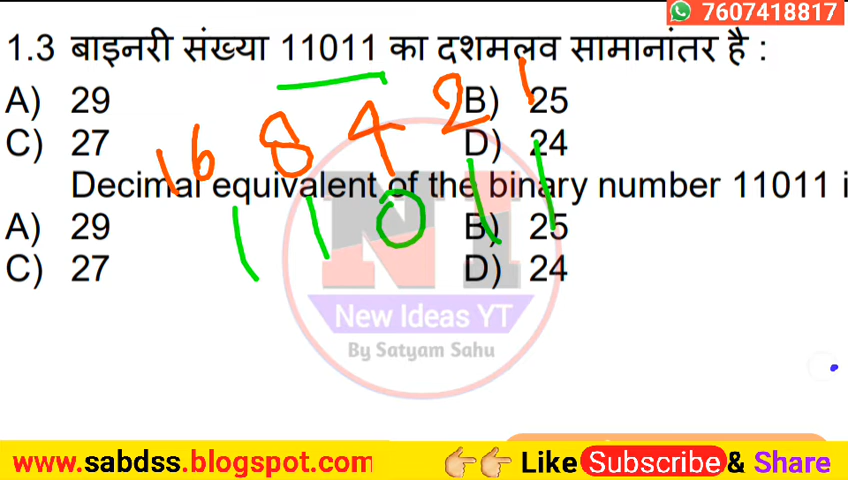 7607418817
1.3 बाइनरी संख्या 11011 का दशमलव सामानांतर है :
A) 29 B) 25
C) 27 D) 24
16 8 4 2 1
Decimal equivalent of the binary number 11011 i
1 1 0 1 1
A) 29 B) 25
C) 27 D) 24
NI
New Ideas YT
By Satyam Sahu
www.sabdss.blogspot.com 👉🏻👉🏻 Like Subscribe & Share